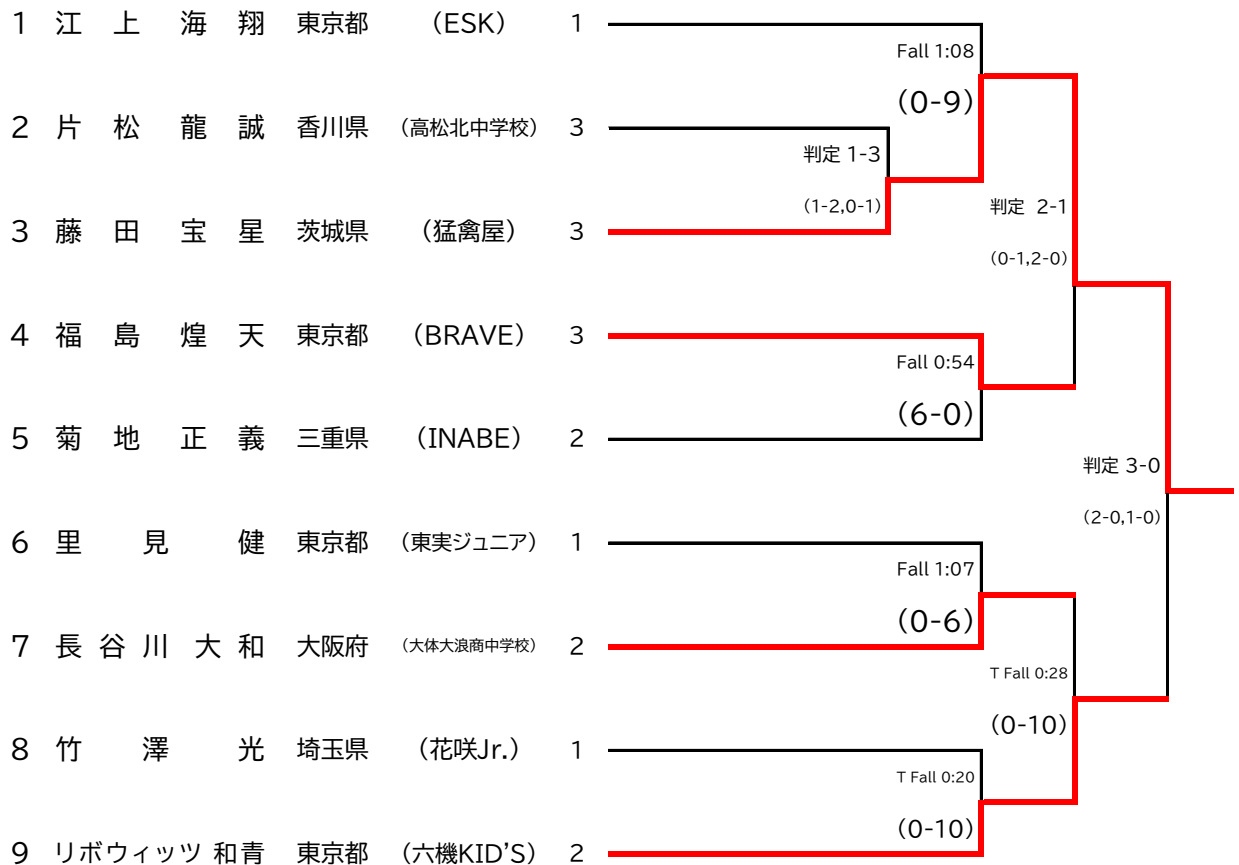 1 江上海翔 東京都 (ESK) 1
Fall 1:08
(0-9)
2 片松龍誠 香川県 (高松北中学校) 3
判定 1-3
(1-2,0-1)
3 藤田宝星 茨城県 (猛禽屋) 3
判定 2-1
(0-1,2-0)
4 福島煌天 東京都 (BRAVE) 3
Fall 0:54
(6-0)
5 菊地正義 三重県 (INABE) 2
判定 3-0
(2-0,1-0)
6 里見健 東京都 (東実ジュニア) 1
Fall 1:07
(0-6)
7 長谷川大和 大阪府 (大体大浪商中学校) 2
T Fall 0:28
(0-10)
8 竹澤光 埼玉県 (花咲Jr.) 1
T Fall 0:20
(0-10)
9 リボウィッツ 和青 東京都 (六機KID'S) 2